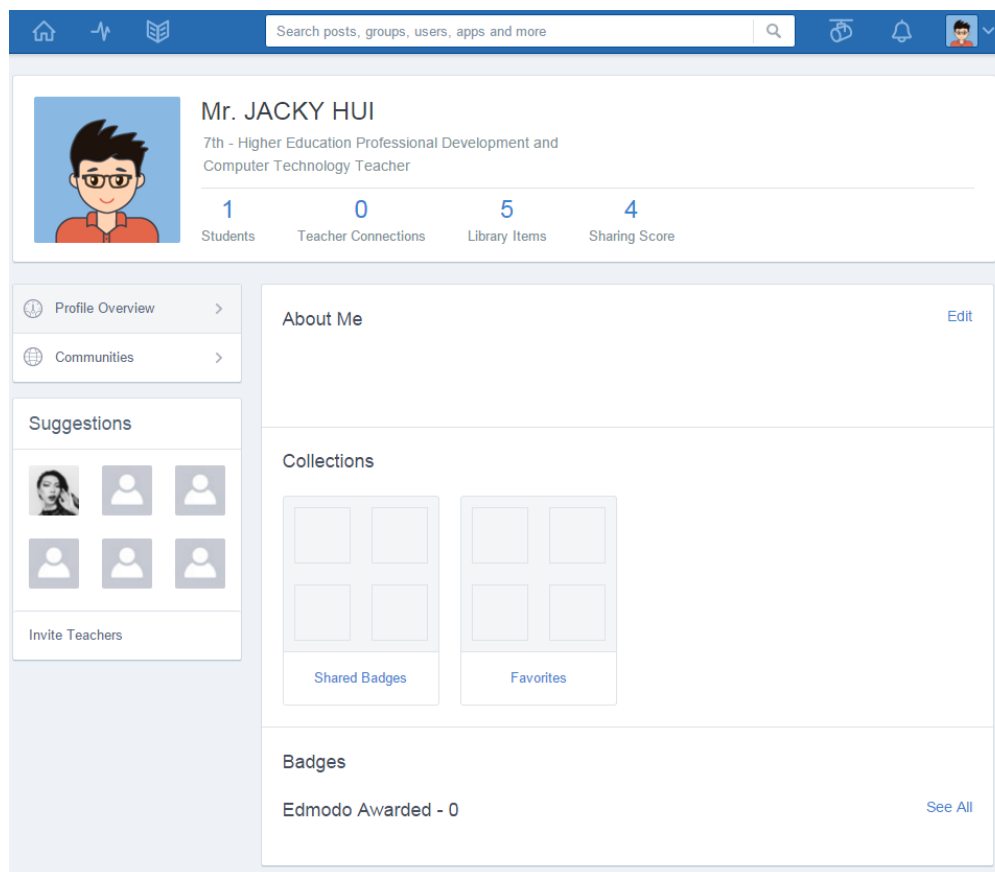 Search posts, groups, users, apps and more
Mr. JACKY HUI
7th - Higher Education Professional Development and
Computer Technology Teacher
1 0 5 4
Students Teacher Connections Library Items Sharing Score
Profile Overview
Communities
Suggestions
Invite Teachers
About Me Edit
Collections
Shared Badges Favorites
Badges
Edmodo Awarded - 0 See All